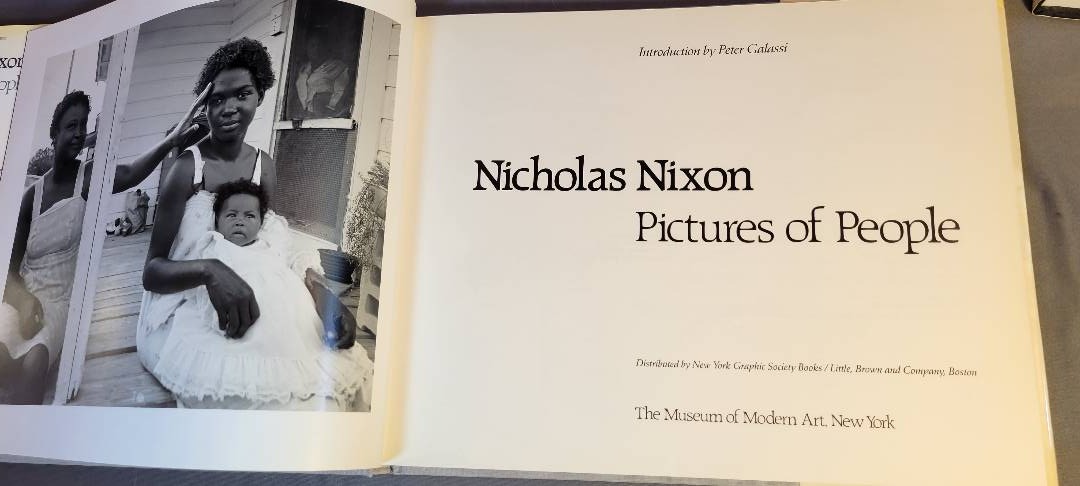 xon
Introduction by Peter Galassi
Nicholas Nixon
Pictures of People
Distributed by New York Graphic Society Books / Little, Brown and Company, Boston
The Museum of Modern Art, New York